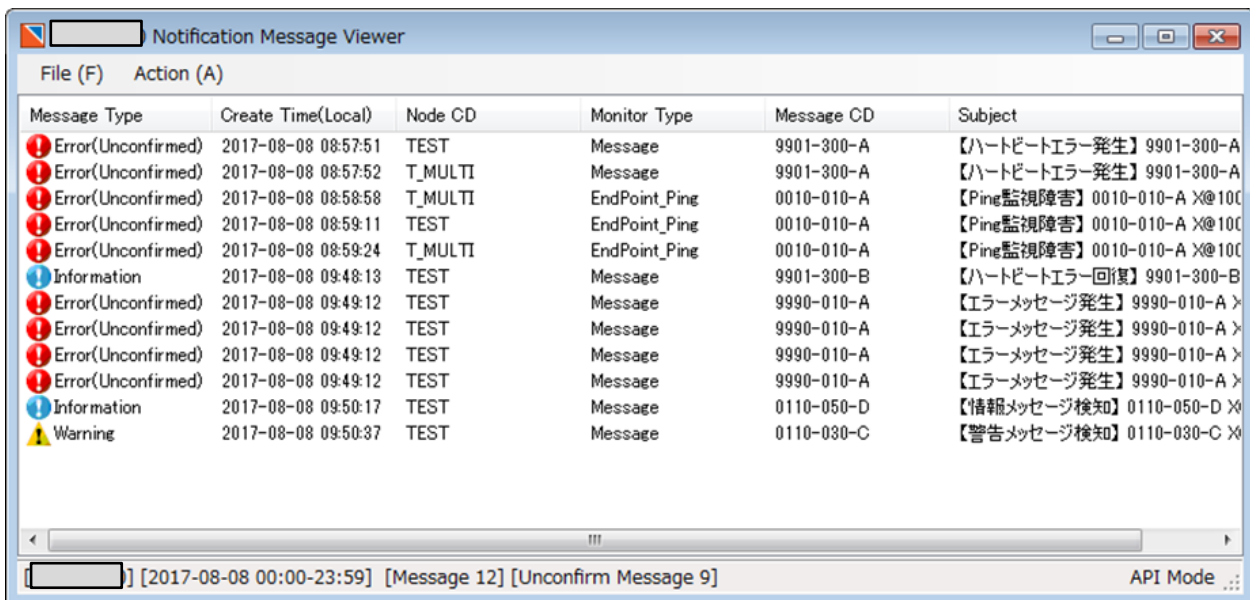 Notification Message Viewer
File (F) Action (A)
Message Type Create Time(Local) Node CD Monitor Type Message CD Subject
Error(Unconfirmed) 2017-08-08 08:57:51 TEST Message 9901-300-A 【ハートビートエラー発生】 9901-300-A
Error(Unconfirmed) 2017-08-08 08:57:52 T_MULTI Message 9901-300-A 【ハートビートエラー発生】 9901-300-A
Error(Unconfirmed) 2017-08-08 08:58:58 T_MULTI EndPoint_Ping 0010-010-A 【Ping監視障害】 0010-010-A X@100
Error(Unconfirmed) 2017-08-08 08:59:11 TEST EndPoint_Ping 0010-010-A 【Ping監視障害】 0010-010-A X@100
Error(Unconfirmed) 2017-08-08 08:59:24 T_MULTI EndPoint_Ping 0010-010-A 【Ping監視障害】 0010-010-A X@100
Information 2017-08-08 09:48:13 TEST Message 9901-300-B 【ハートビートエラー回復】 9901-300-B
Error(Unconfirmed) 2017-08-08 09:49:12 TEST Message 9990-010-A 【エラーメッセージ発生】 9990-010-A X
Error(Unconfirmed) 2017-08-08 09:49:12 TEST Message 9990-010-A 【エラーメッセージ発生】 9990-010-A X
Error(Unconfirmed) 2017-08-08 09:49:12 TEST Message 9990-010-A 【エラーメッセージ発生】 9990-010-A X
Error(Unconfirmed) 2017-08-08 09:49:12 TEST Message 9990-010-A 【エラーメッセージ発生】 9990-010-A X
Information 2017-08-08 09:50:17 TEST Message 0110-050-D 【情報メッセージ検知】 0110-050-D X
Warning 2017-08-08 09:50:37 TEST Message 0110-030-C 【警告メッセージ検知】 0110-030-C X
[2017-08-08 00:00-23:59] [Message 12] [Unconfirm Message 9] API Mode